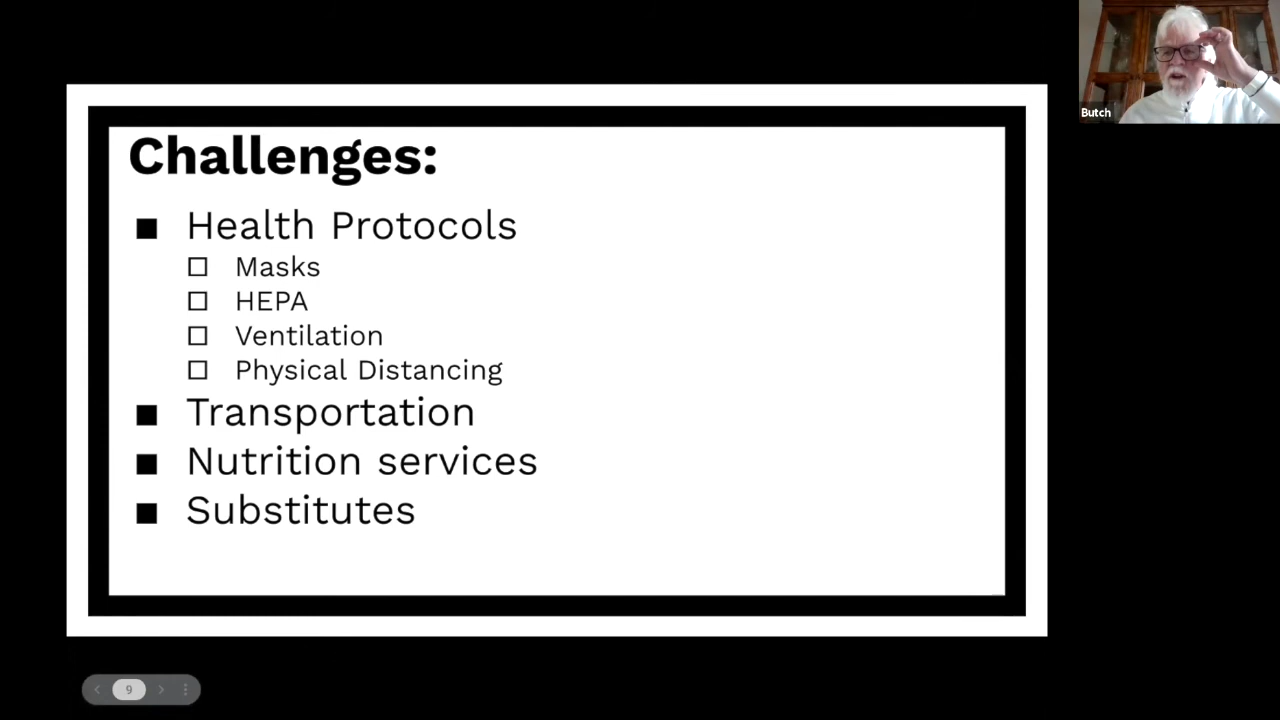 Challenges:
Health Protocols
Masks
HEPA
Ventilation
Physical Distancing
Transportation
Nutrition services
Substitutes
Butch
9